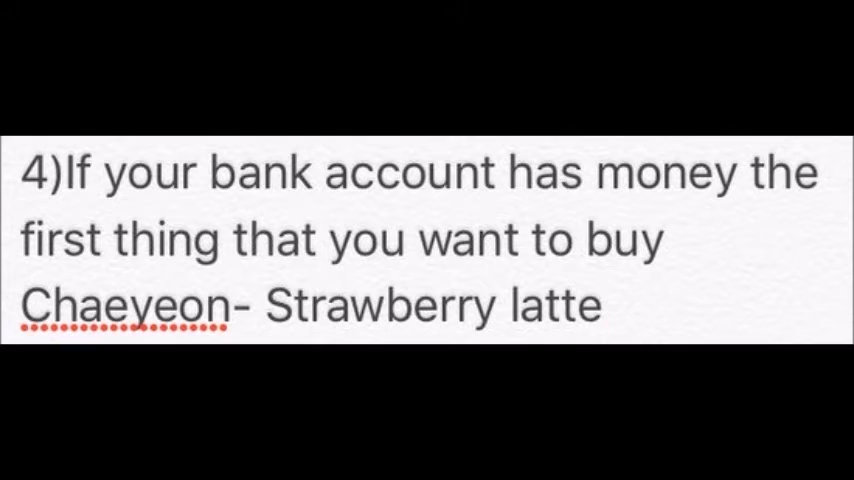 4)If your bank account has money the
first thing that you want to buy
Chaeyeon- Strawberry latte